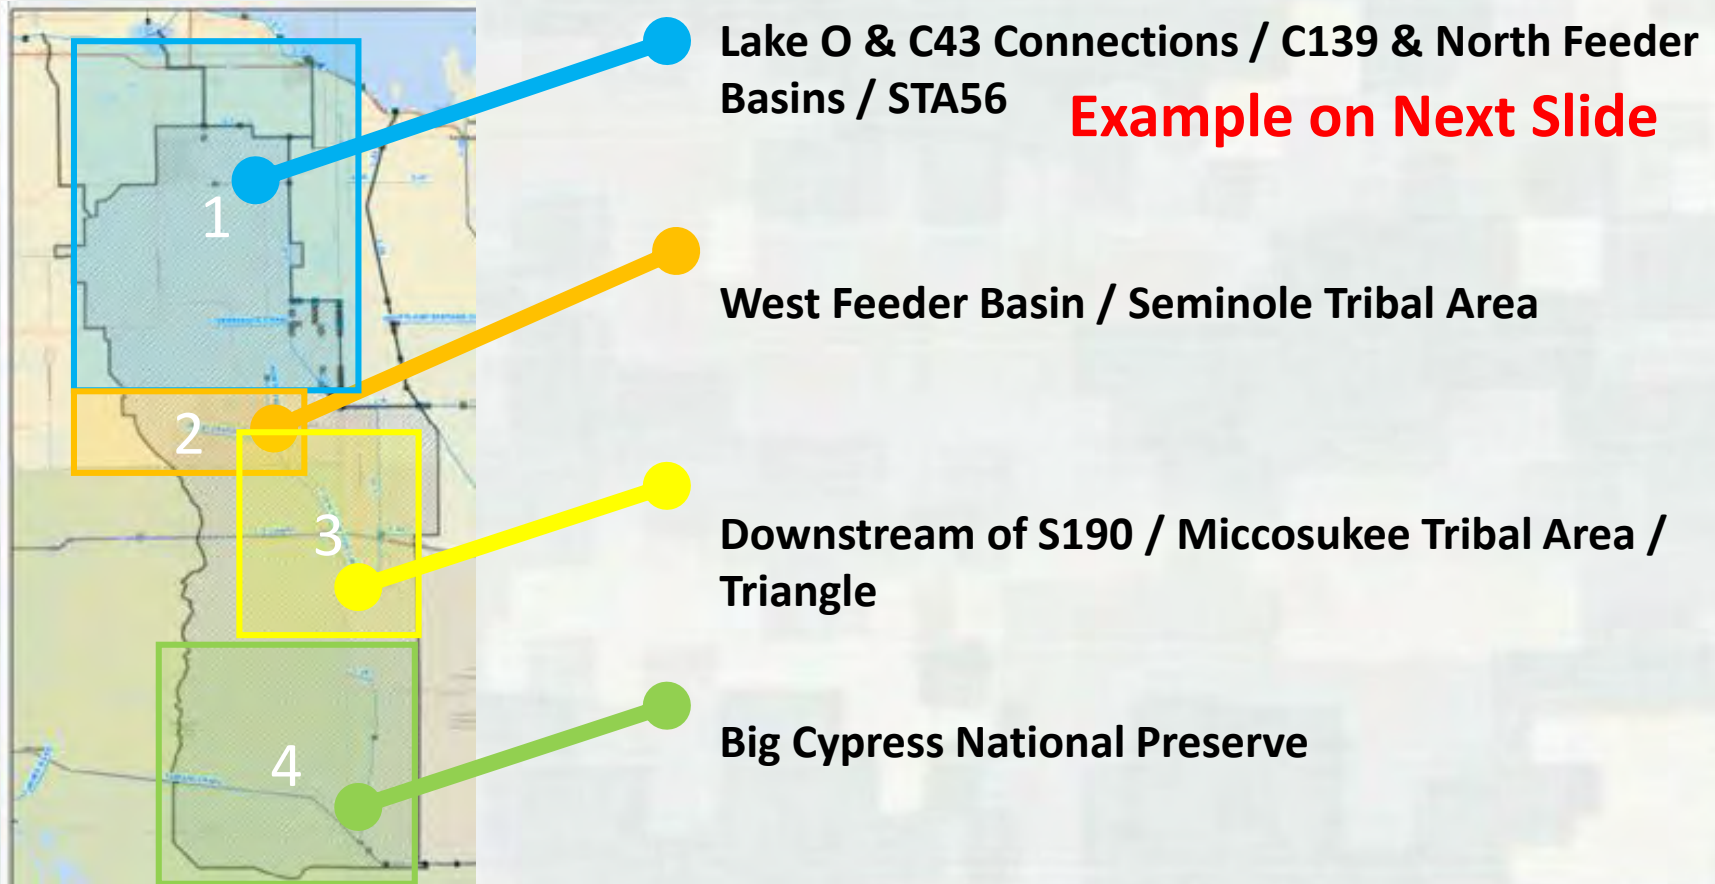 Lake O & C43 Connections / C139 & North Feeder
Basins / STA56
Example on Next Slide
1
West Feeder Basin / Seminole Tribal Area
2
3
Downstream of S190 / Miccosukee Tribal Area /
Triangle
4
Big Cypress National Preserve